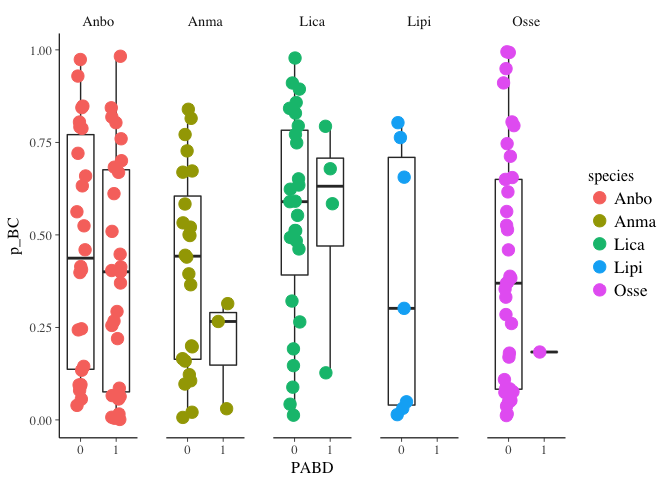 Anbo Anma Lica Lipi Osse
1.00
0.75
0.50
0.25
0.00
p_BC
0 1 0 1 0 1 0 1 0 1
PABD
species
Anbo
Anma
Lica
Lipi
Osse